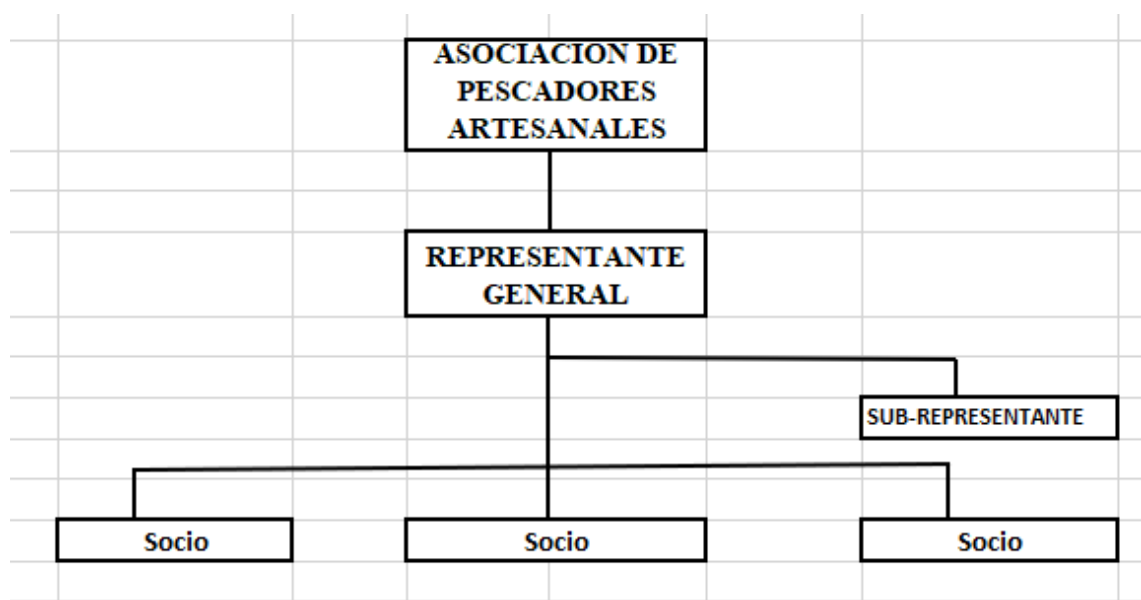 ASOCIACION DE
PESCADORES
ARTESANALES
REPRESENTANTE
GENERAL
SUB-REPRESENTANTE
Socio
Socio
Socio